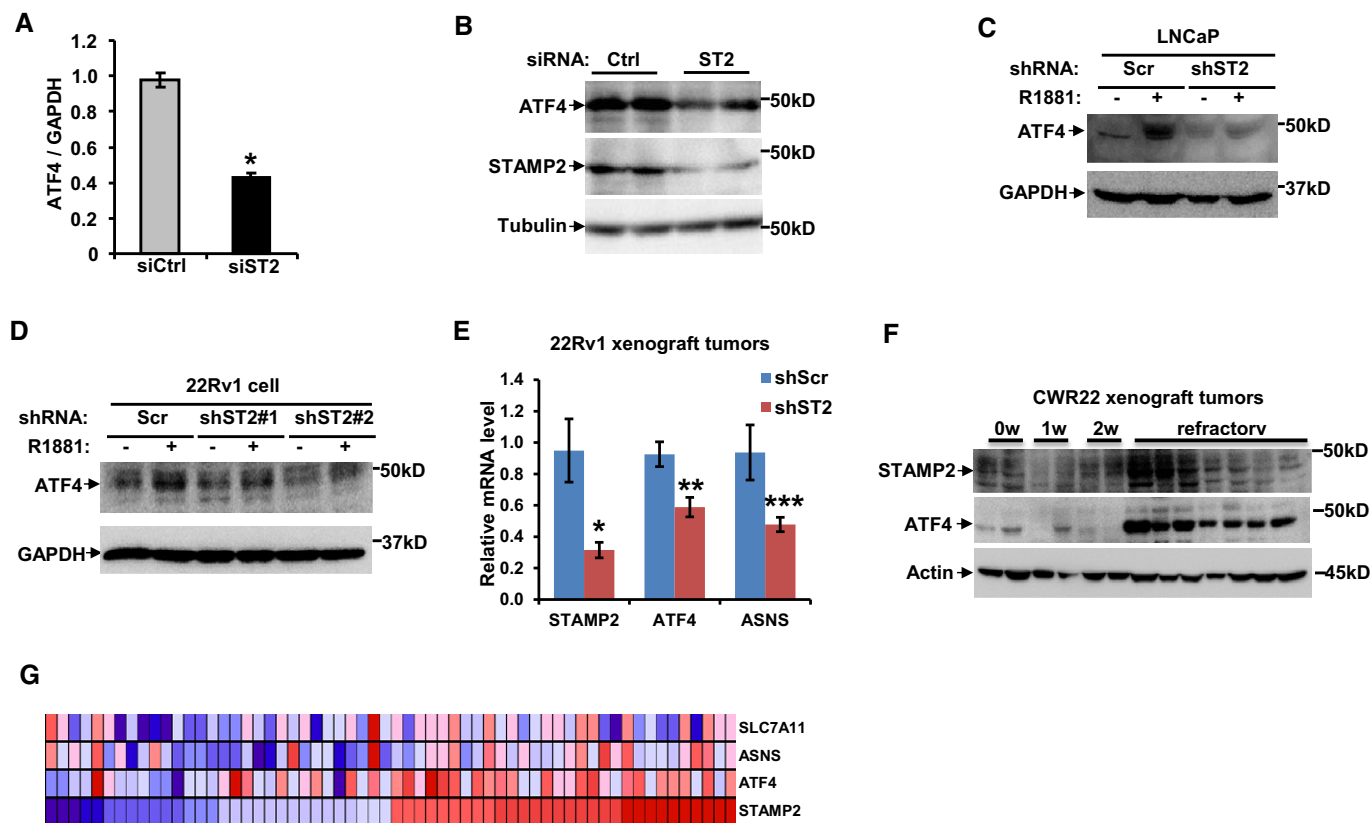 A
1.2
1.0
0.8
0.6
0.4
0.2
0
ATF4 / GAPDH
*
siCtrl
siST2
B
siRNA: Ctrl ST2
ATF4
50kD
STAMP2
50kD
Tubulin
50kD
C
LNCaP
shRNA: Scr shST2
R1881: - + - +
ATF4
50kD
GAPDH
37kD
D
22Rv1 cell
shRNA: Scr shST2#1 shST2#2
R1881: - + - + - +
ATF4
50kD
GAPDH
37kD
E
22Rv1 xenograft tumors
shScr
shST2
Relative mRNA level
1.4
1.2
1.0
0.8
0.6
0.4
0.2
0.0
*
**
***
STAMP2
ATF4
ASNS
F
CWR22 xenograft tumors
0w 1w 2w refractory
STAMP2
50kD
ATF4
50kD
Actin
45kD
G
SLC7A11
ASNS
ATF4
STAMP2